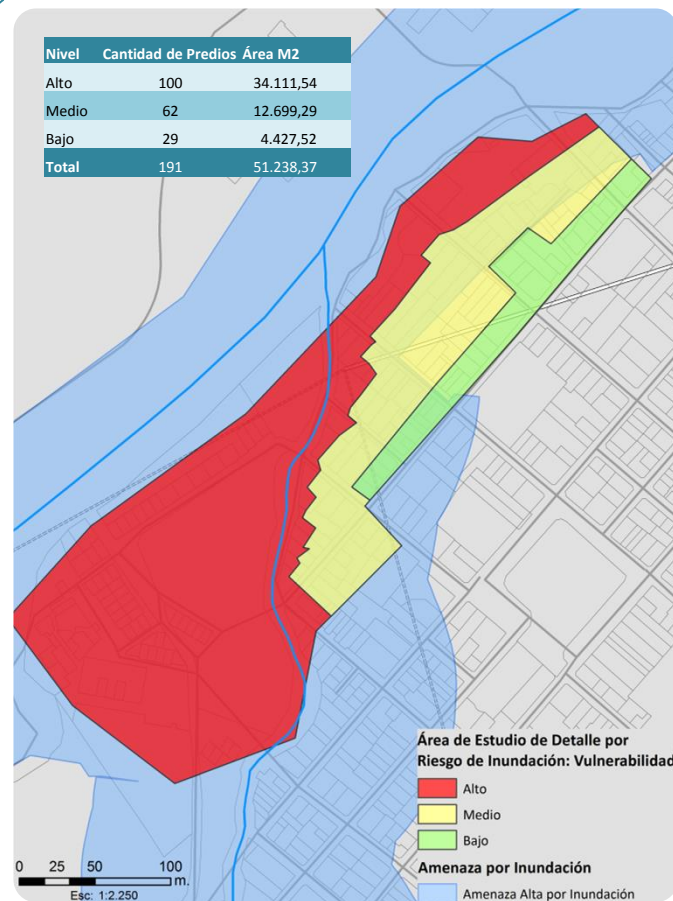 Nivel Cantidad de Predios Área M2
Alto 100 34.111,54
Medio 62 12.699,29
Bajo 29 4.427,52
Total 191 51.238,37
Área de Estudio de Detalle por
Riesgo de Inundación: Vulnerabilidad
Alto
Medio
Bajo
Amenaza por Inundación
Amenaza Alta por Inundación
0 25 50 100
m.
Esc: 1:2.250